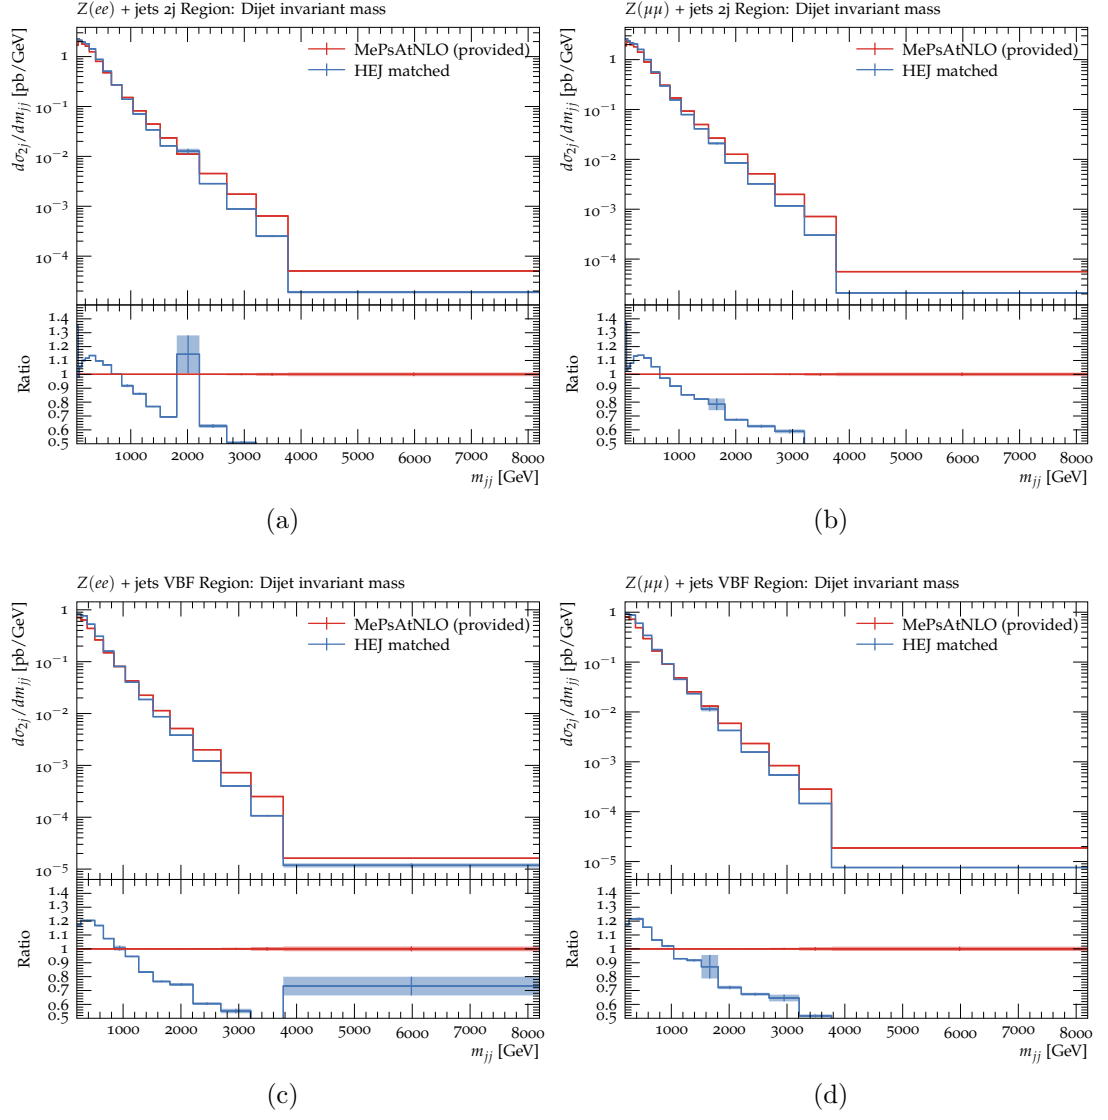 Z(ee) + jets 2j Region: Dijet invariant mass
MePsAtNLO (provided)
HEJ matched
dσ2j/dmjj [pb/GeV]
1
10⁻¹
10⁻²
10⁻³
10⁻⁴
Ratio
1.4
1.3
1.2
1.1
1
0.9
0.8
0.7
0.6
0.5
1000 2000 3000 4000 5000 6000 7000 8000
mjj [GeV]
(a)
Z(μμ) + jets 2j Region: Dijet invariant mass
MePsAtNLO (provided)
HEJ matched
dσ2j/dmjj [pb/GeV]
1
10⁻¹
10⁻²
10⁻³
10⁻⁴
Ratio
1.4
1.3
1.2
1.1
1
0.9
0.8
0.7
0.6
0.5
1000 2000 3000 4000 5000 6000 7000 8000
mjj [GeV]
(b)
Z(ee) + jets VBF Region: Dijet invariant mass
MePsAtNLO (provided)
HEJ matched
dσ2j/dmjj [pb/GeV]
1
10⁻¹
10⁻²
10⁻³
10⁻⁴
10⁻⁵
Ratio
1.4
1.3
1.2
1.1
1
0.9
0.8
0.7
0.6
0.5
1000 2000 3000 4000 5000 6000 7000 8000
mjj [GeV]
(c)
Z(μμ) + jets VBF Region: Dijet invariant mass
MePsAtNLO (provided)
HEJ matched
dσ2j/dmjj [pb/GeV]
1
10⁻¹
10⁻²
10⁻³
10⁻⁴
10⁻⁵
Ratio
1.4
1.3
1.2
1.1
1
0.9
0.8
0.7
0.6
0.5
1000 2000 3000 4000 5000 6000 7000 8000
mjj [GeV]
(d)